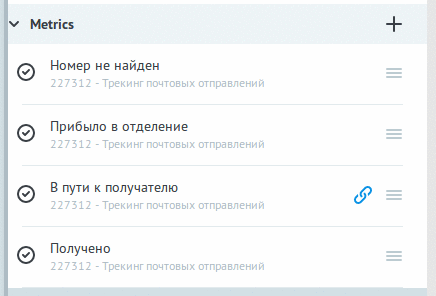 Metrics
Номер не найден
227312 - Трекинг почтовых отправлений
Прибыло в отделение
227312 - Трекинг почтовых отправлений
В пути к получателю
227312 - Трекинг почтовых отправлений
Получено
227312 - Трекинг почтовых отправлений